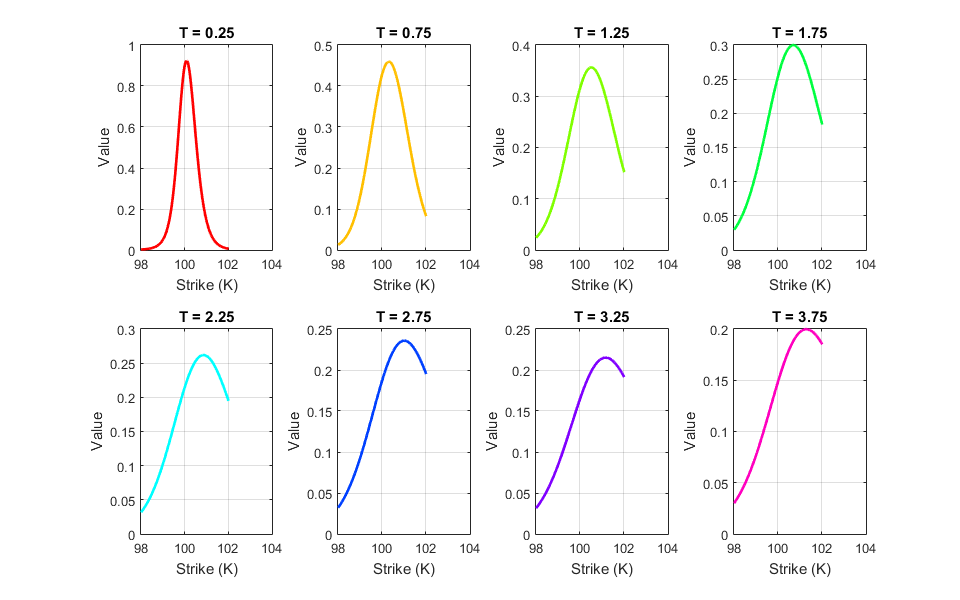 T = 0.25
1
0.8
0.6
0.4
0.2
0
Value
98 100 102 104
Strike (K)
T = 0.75
0.5
0.4
0.3
0.2
0.1
0
Value
98 100 102 104
Strike (K)
T = 1.25
0.4
0.3
0.2
0.1
0
Value
98 100 102 104
Strike (K)
T = 1.75
0.3
0.25
0.2
0.15
0.1
0.05
0
Value
98 100 102 104
Strike (K)
T = 2.25
0.3
0.25
0.2
0.15
0.1
0.05
0
Value
98 100 102 104
Strike (K)
T = 2.75
0.25
0.2
0.15
0.1
0.05
0
Value
98 100 102 104
Strike (K)
T = 3.25
0.25
0.2
0.15
0.1
0.05
0
Value
98 100 102 104
Strike (K)
T = 3.75
0.2
0.15
0.1
0.05
0
Value
98 100 102 104
Strike (K)